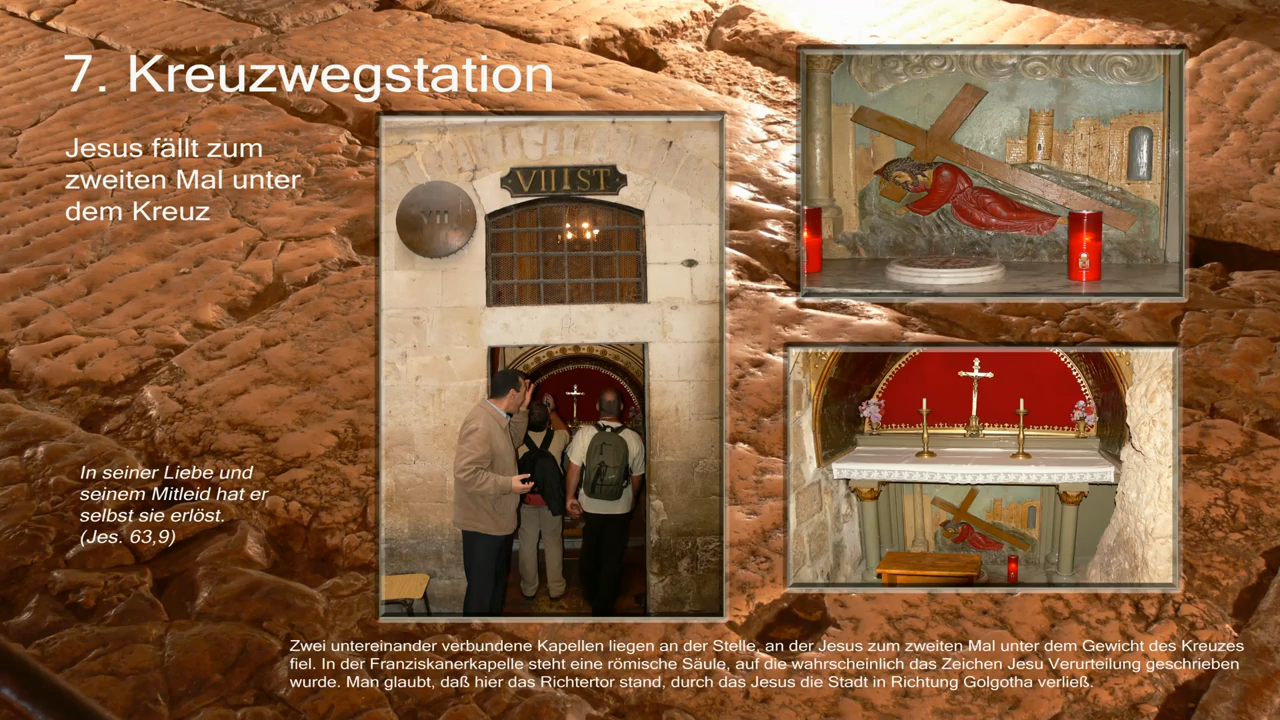 7. Kreuzwegstation
Jesus fällt zum
zweiten Mal unter
dem Kreuz
VII ST
VII
In seiner Liebe und
seinem Mitleid hat er
selbst sie erlöst.
(Jes. 63,9)
Zwei untereinander verbundene Kapellen liegen an der Stelle, an der Jesus zum zweiten Mal unter dem Gewicht des Kreuzes
fiel. In der Franziskanerkapelle steht eine römische Säule, auf die wahrscheinlich das Zeichen Jesu Verurteilung geschrieben
wurde. Man glaubt, daß hier das Richtertor stand, durch das Jesus die Stadt in Richtung Golgotha verließ.